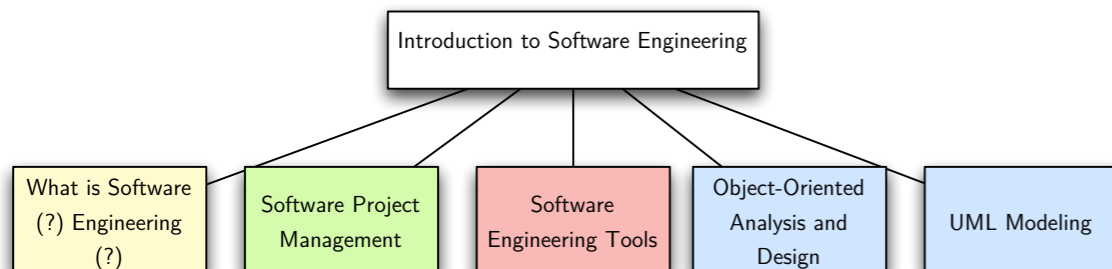 Introduction to Software Engineering
What is Software
(?) Engineering
(?)
Software Project
Management
Software
Engineering Tools
Object-Oriented
Analysis and
Design
UML Modeling